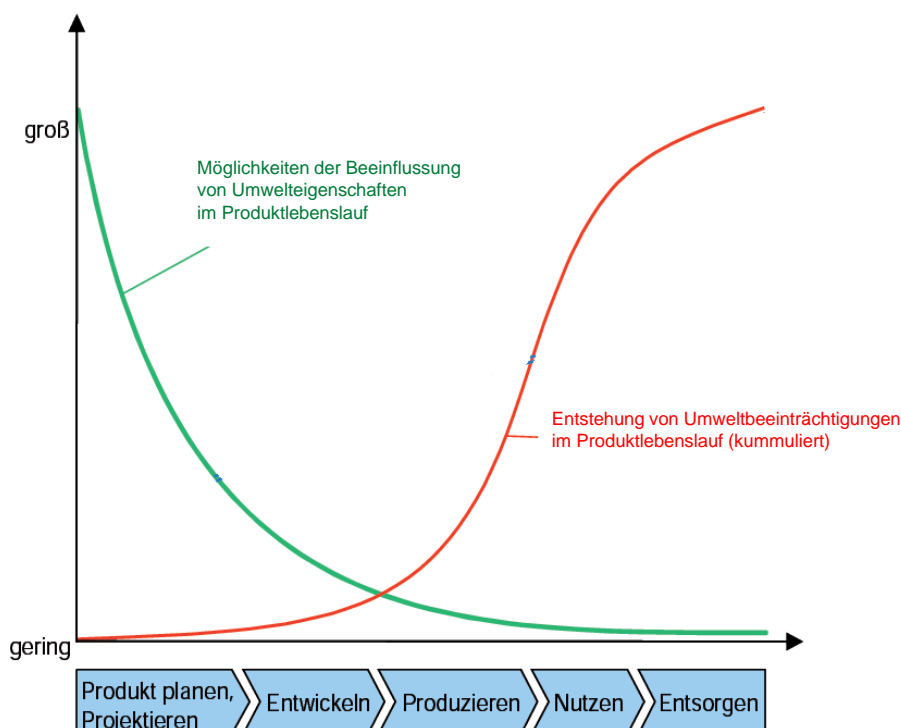 groß
Möglichkeiten der Beeinflussung
von Umwelteigenschaften
im Produktlebenslauf
Entstehung von Umweltbeeinträchtigungen
im Produktlebenslauf (kummuliert)
gering
Produkt planen,
Projektieren
Entwickeln
Produzieren
Nutzen
Entsorgen